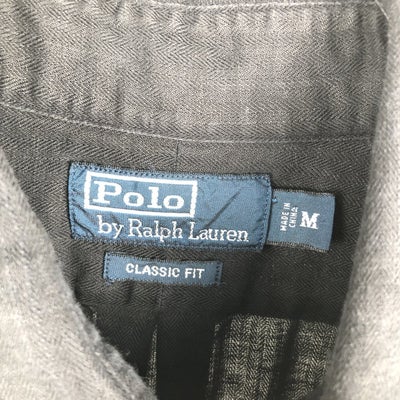 Polo
by Ralph Lauren
MADE IN
CHINA
M
CLASSIC FIT